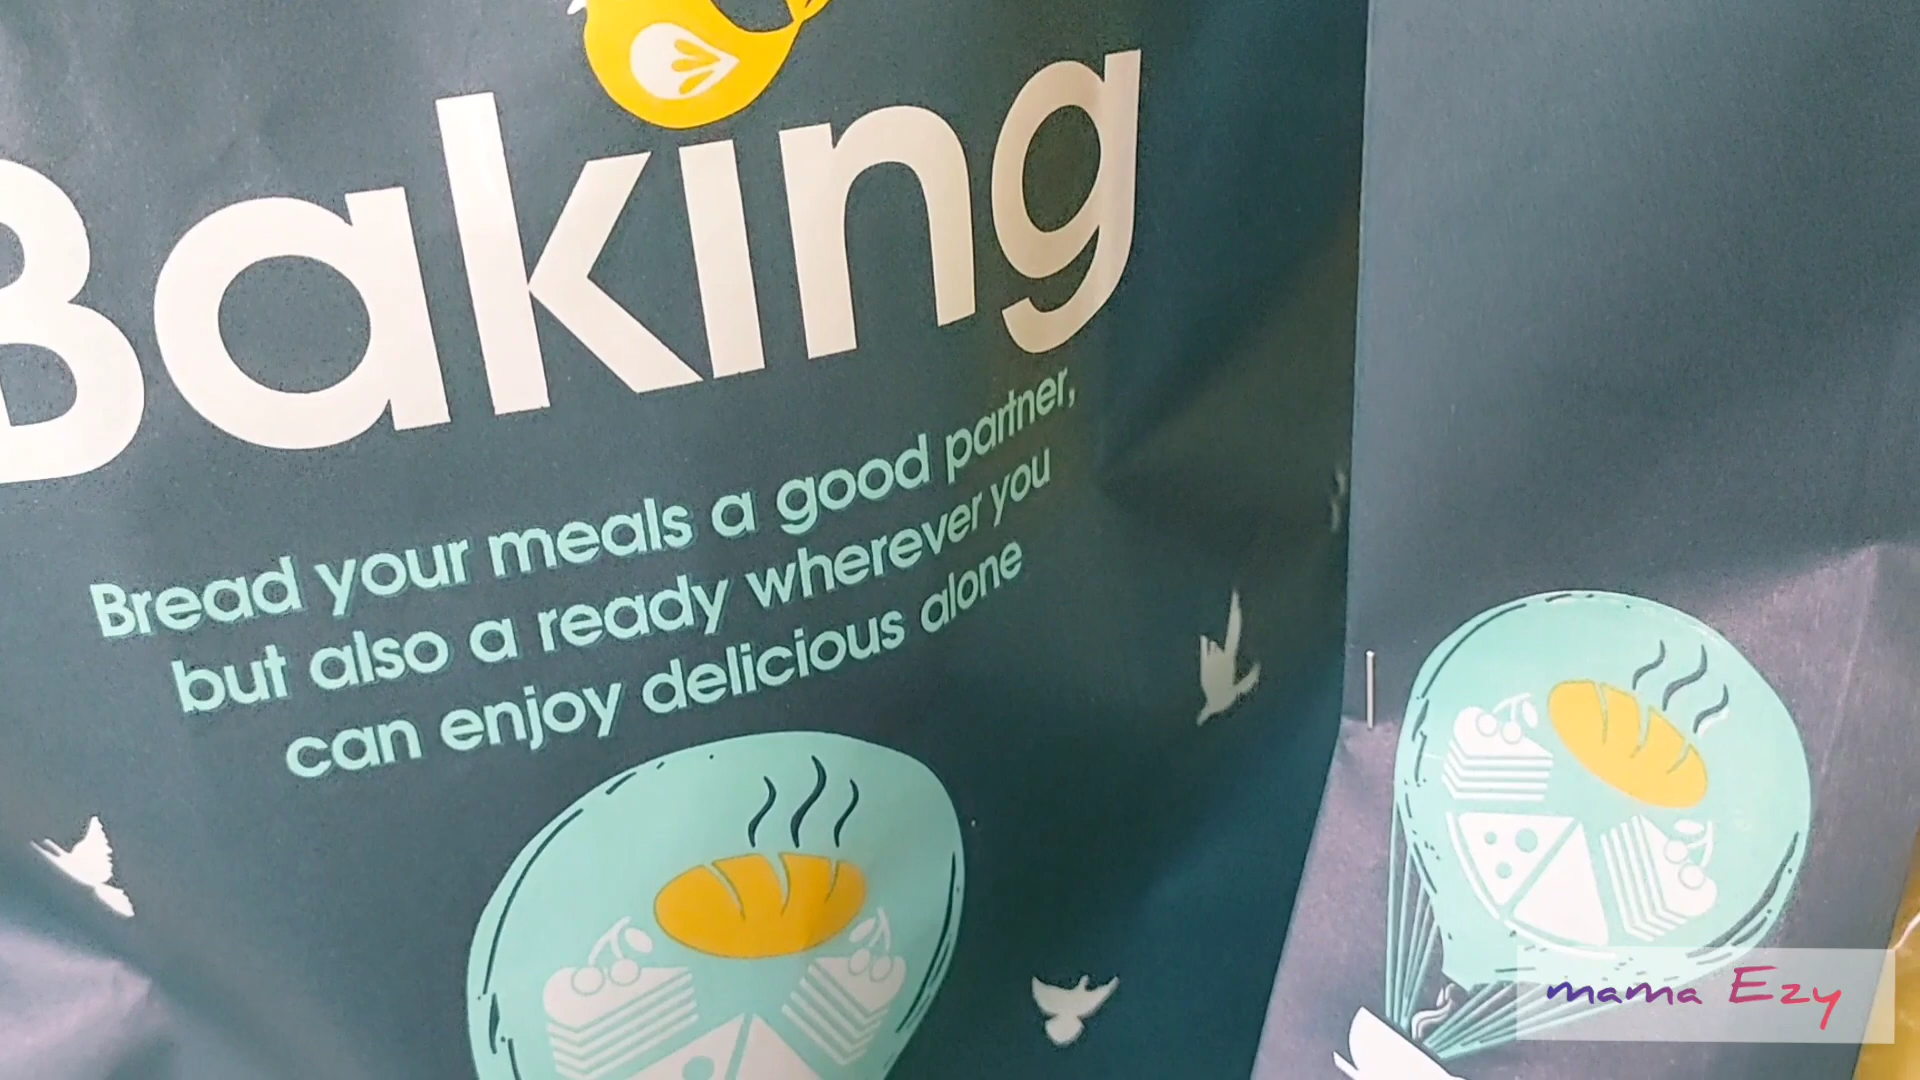 Baking
Bread your meals a good partner,
but also a ready wherever you
can enjoy delicious alone
mama Ezy